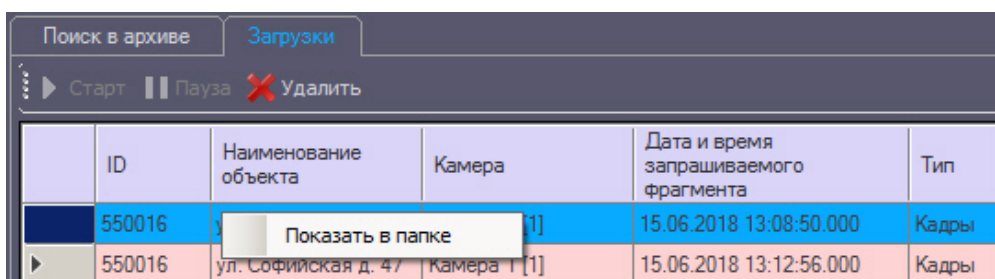 Поиск в архиве Загрузки
Старт Пауза Удалить
ID Наименование объекта Камера Дата и время запрашиваемого фрагмента Тип
550016 [1] 15.06.2018 13:08:50.000 Кадры
Показать в папке
550016 ул. Софийская д. 47 Камера 1 [1] 15.06.2018 13:12:56.000 Кадры